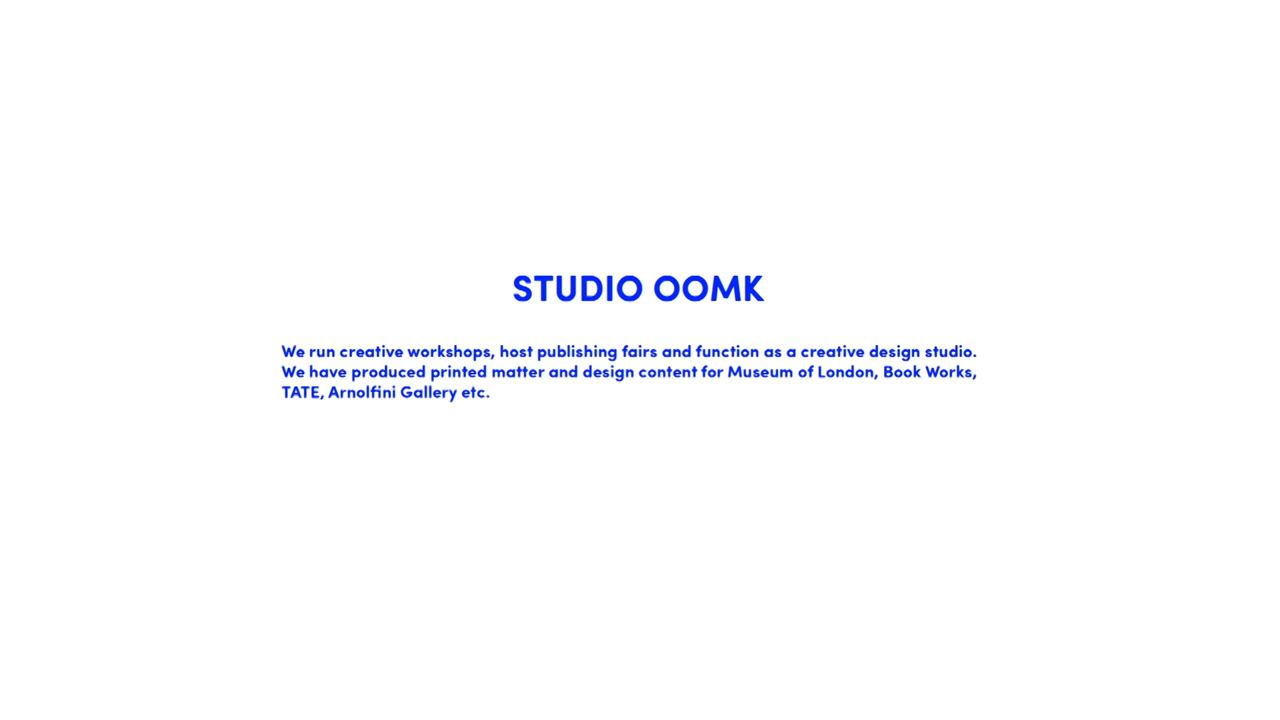 STUDIO OOMK
We run creative workshops, host publishing fairs and function as a creative design studio.
We have produced printed matter and design content for Museum of London, Book Works,
TATE, Arnolfini Gallery etc.